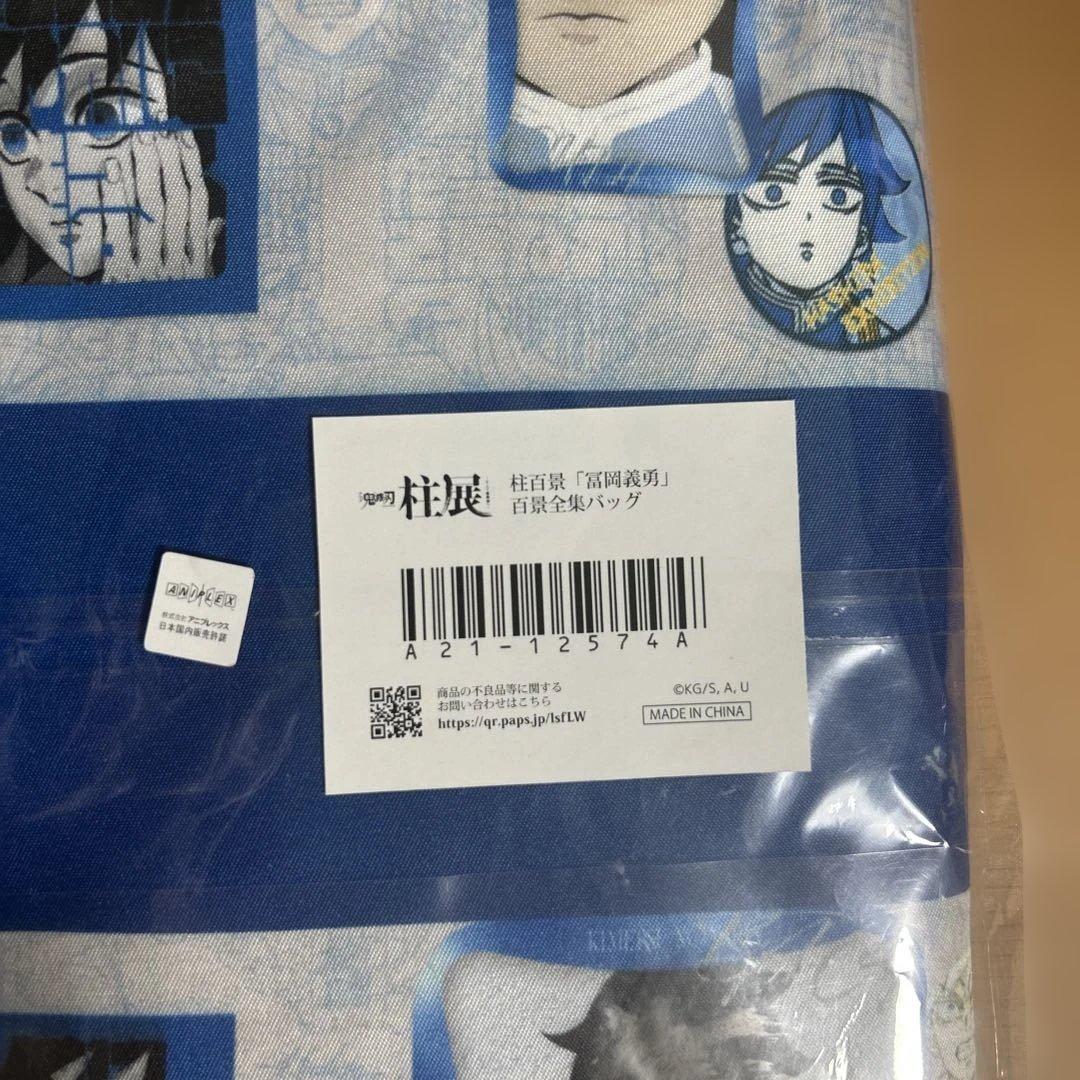 鬼滅の刃 柱展
柱百景「冨岡義勇」
百景全集バッグ
A21-12574A
商品の不良品等に関する
お問い合わせはこちら
https://qr.paps.jp/lsfLW
©KG/S, A, U
MADE IN CHINA
ANIPLEX
株式会社 アニプレックス
日本国内販売許諾